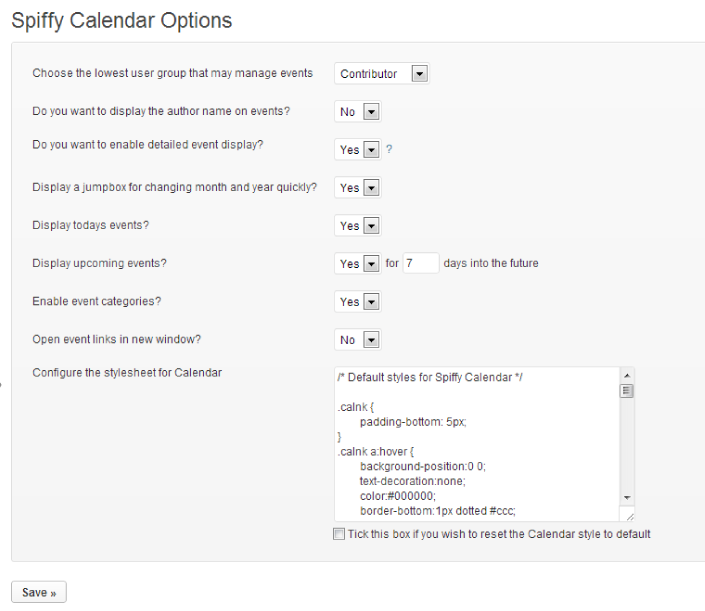 Spiffy Calendar Options
Choose the lowest user group that may manage events Contributor
Do you want to display the author name on events? No
Do you want to enable detailed event display? Yes ?
Display a jumpbox for changing month and year quickly? Yes
Display todays events? Yes
Display upcoming events? Yes for 7 days into the future
Enable event categories? Yes
Open event links in new window? No
Configure the stylesheet for Calendar
/* Default styles for Spiffy Calendar */
.calnk {
padding-bottom: 5px;
}
.calnk a:hover {
background-position:0 0;
text-decoration:none;
color:#000000;
border-bottom:1px dotted #ccc;
Tick this box if you wish to reset the Calendar style to default
Save »